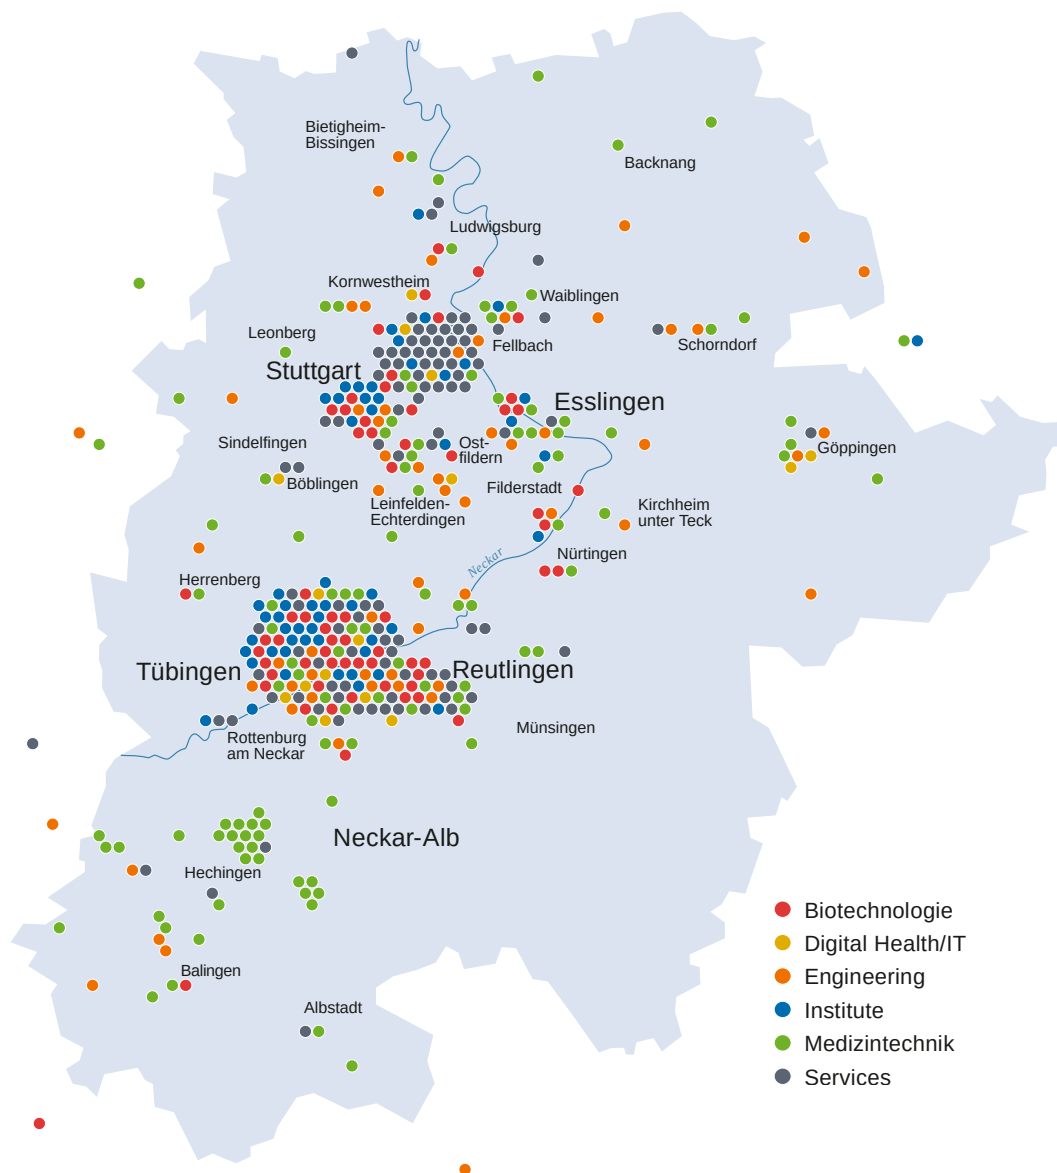 Bietigheim-
Bissingen
Backnang
Ludwigsburg
Kornwestheim
Waiblingen
Leonberg
Fellbach
Schorndorf
Stuttgart
Esslingen
Sindelfingen
Ost-
fildern
Göppingen
Böblingen
Filderstadt
Leinfelden-
Echterdingen
Kirchheim
unter Teck
Neckar
Nürtingen
Herrenberg
Tübingen
Reutlingen
Münsingen
Rottenburg
am Neckar
Neckar-Alb
Hechingen
Balingen
Albstadt
Biotechnologie
Digital Health/IT
Engineering
Institute
Medizintechnik
Services